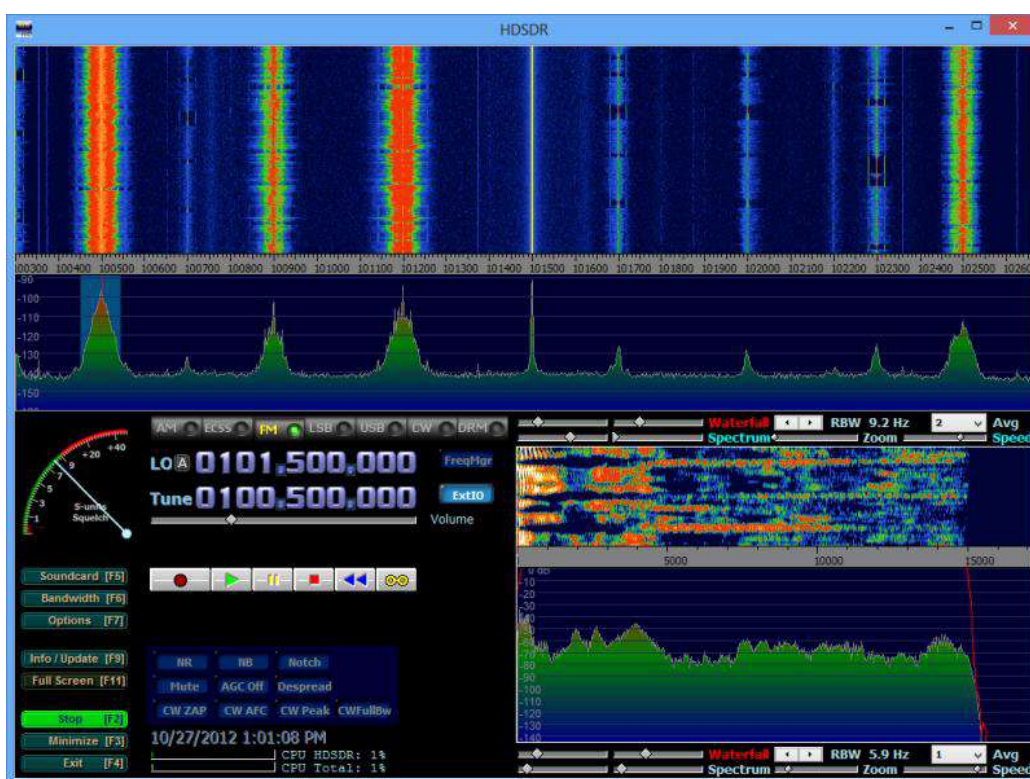 HDSDR
100300 100400 100500 100600 100700 100800 100900 101000 101100 101200 101300 101400 101500 101600 101700 101800 101900 102000 102100 102200 102300 102400 102500
-90
-100
-110
-120
-130
-140
-150
AM ECSS FM LSB USB CW DRM
Waterfall RBW 9.2 Hz 2 Avg
Spectrum Zoom Speed
+20 +40
1 3 5 7 9
S-units
Squelch
LO A 0101.500.000 FreqMgr
Tune 0100.500.000 ExtIO
Volume
5000 10000 15000
Soundcard [F5]
Bandwidth [F6]
Options [F7]
Info / Update [F9]
Full Screen [F11]
Stop [F2]
Minimize [F3]
Exit [F4]
NR NB Notch
Mute AGC Off Despread
CW ZAP CW AFC CW Peak CWFullBw
10/27/2012 1:01:08 PM
CPU HDSDR: 1%
CPU Total: 1%
0 dB
-10
-20
-30
-80
-90
-100
-110
-120
-130
-140
Waterfall RBW 5.9 Hz 1 Avg
Spectrum Zoom Speed